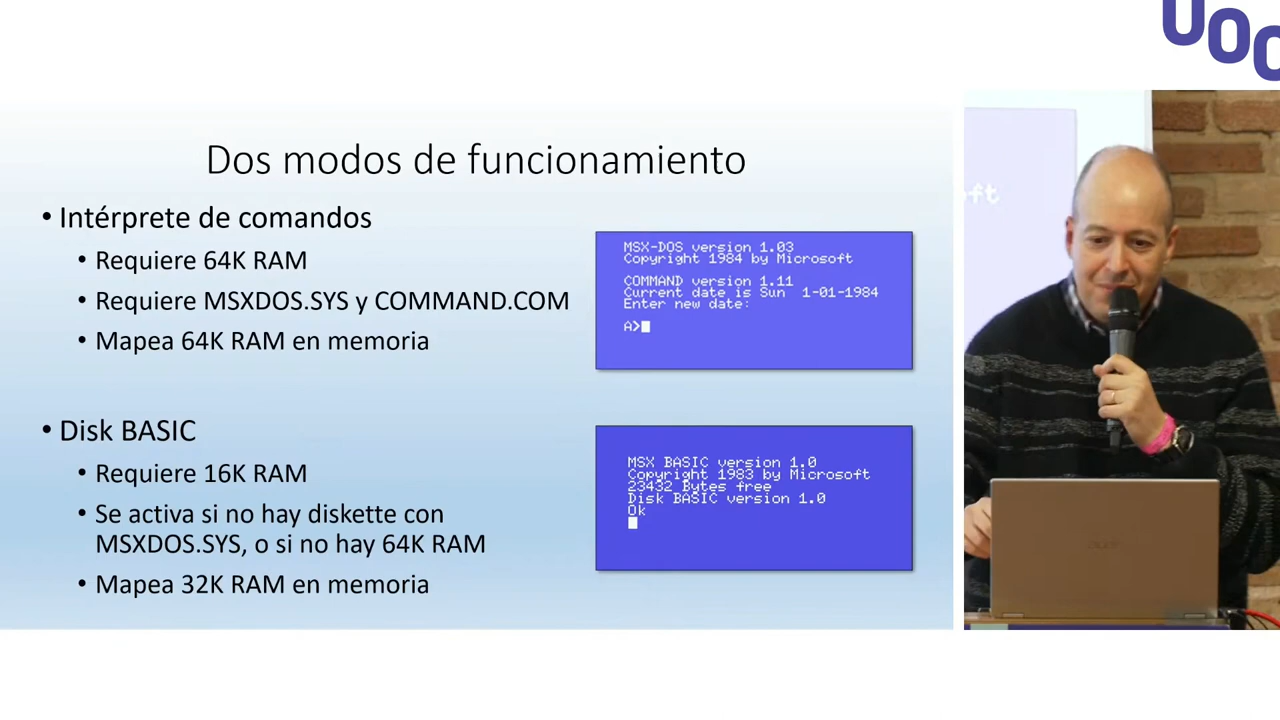 UOC
Dos modos de funcionamiento
• Intérprete de comandos
• Requiere 64K RAM
• Requiere MSXDOS.SYS y COMMAND.COM
• Mapea 64K RAM en memoria
MSX-DOS version 1.03
Copyright 1984 by Microsoft
COMMAND version 1.11
Current date is Sun  1-01-1984
Enter new date:
A>
• Disk BASIC
• Requiere 16K RAM
• Se activa si no hay diskette con
MSXDOS.SYS, o si no hay 64K RAM
• Mapea 32K RAM en memoria
MSX BASIC version 1.0
Copyright 1983 by Microsoft
23432 Bytes free
Disk BASIC version 1.0
Ok
oft
acer